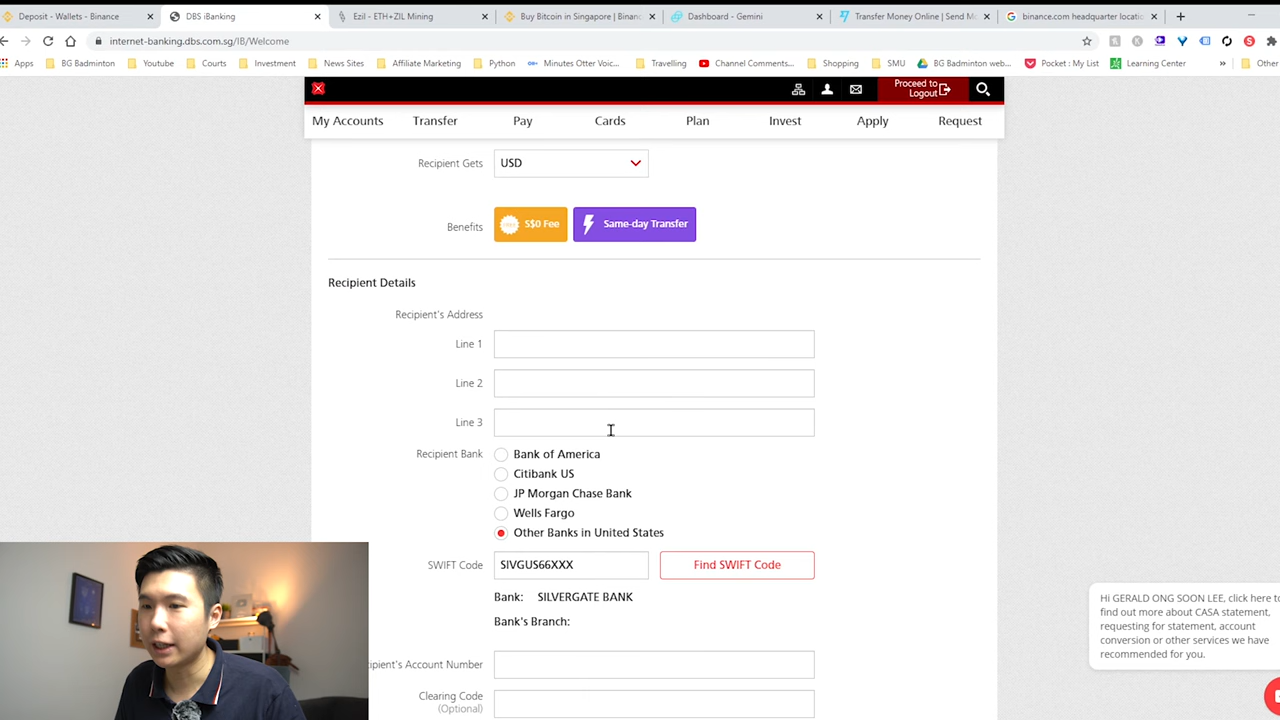 Deposit - Wallets - Binance
DBS iBanking
Ezil - ETH+ZIL Mining
Buy Bitcoin in Singapore | Binanc
Dashboard - Gemini
Transfer Money Online | Send Mo
binance.com headquarter locatio
internet-banking.dbs.com.sg/IB/Welcome
Apps
BG Badminton
Youtube
Courts
Investment
News Sites
Affiliate Marketing
Python
Minutes Otter Voic...
Travelling
Channel Comments...
Shopping
SMU
BG Badminton web...
Pocket : My List
Learning Center
Other
Proceed to
Logout
My Accounts
Transfer
Pay
Cards
Plan
Invest
Apply
Request
Recipient Gets
USD
Benefits
S$0 Fee
Same-day Transfer
Recipient Details
Recipient's Address
Line 1
Line 2
Line 3
Recipient Bank
Bank of America
Citibank US
JP Morgan Chase Bank
Wells Fargo
Other Banks in United States
SWIFT Code
SIVGUS66XXX
Find SWIFT Code
Bank: SILVERGATE BANK
Bank's Branch:
cipient's Account Number
Clearing Code
(Optional)
Hi GERALD ONG SOON LEE, click here to
find out more about CASA statement,
requesting for statement, account
conversion or other services we have
recommended for you.